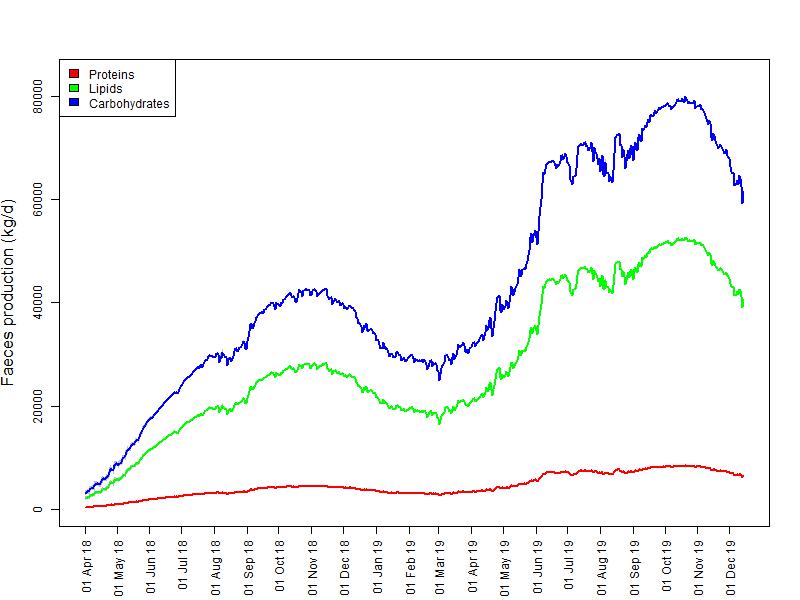 Proteins
Lipids
Carbohydrates
Faeces production (kg/d)
80000
60000
40000
20000
0
01 Apr 18
01 May 18
01 Jun 18
01 Jul 18
01 Aug 18
01 Sep 18
01 Oct 18
01 Nov 18
01 Dec 18
01 Jan 19
01 Feb 19
01 Mar 19
01 Apr 19
01 May 19
01 Jun 19
01 Jul 19
01 Aug 19
01 Sep 19
01 Oct 19
01 Nov 19
01 Dec 19